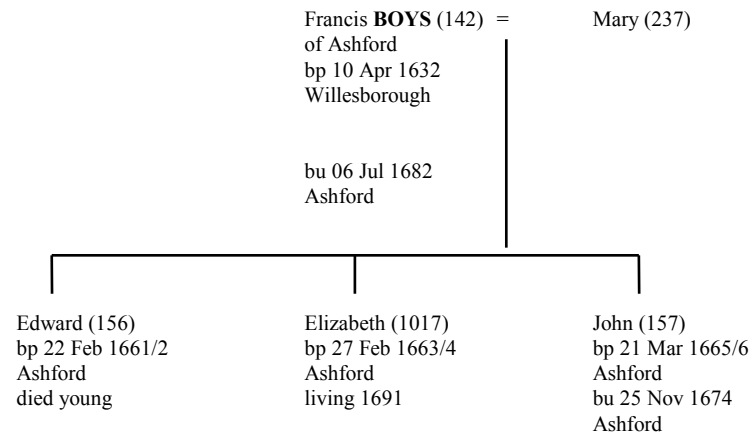 Francis BOYS (142) = Mary (237)
of Ashford
bp 10 Apr 1632
Willesborough
bu 06 Jul 1682
Ashford
Edward (156)
bp 22 Feb 1661/2
Ashford
died young
Elizabeth (1017)
bp 27 Feb 1663/4
Ashford
living 1691
John (157)
bp 21 Mar 1665/6
Ashford
bu 25 Nov 1674
Ashford